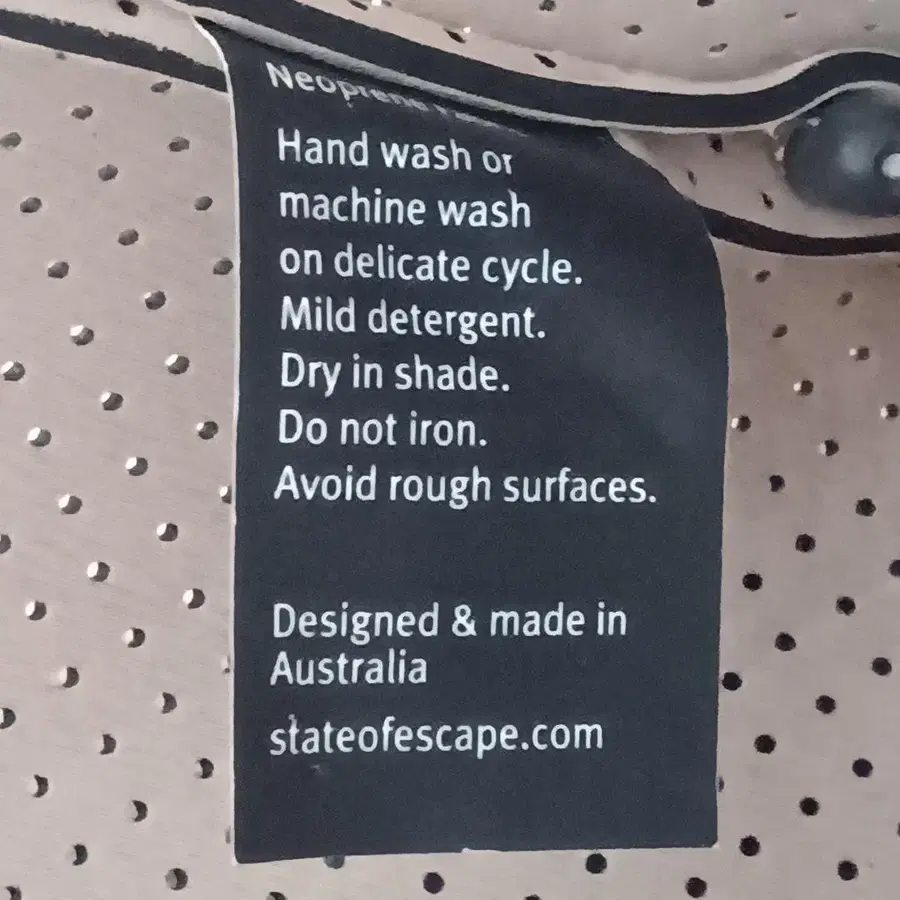 Neoprene
Hand wash or
machine wash
on delicate cycle.
Mild detergent.
Dry in shade.
Do not iron.
Avoid rough surfaces.
Designed & made in
Australia
stateofescape.com